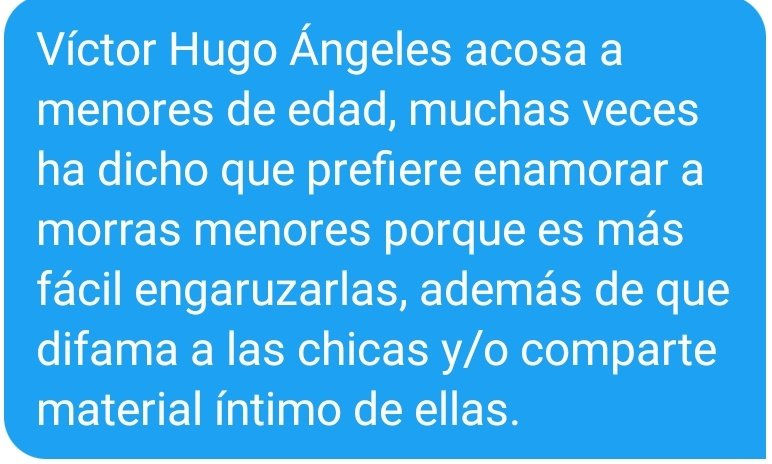 Víctor Hugo Ángeles acosa a
menores de edad, muchas veces
ha dicho que prefiere enamorar a
morras menores porque es más
fácil engaruzarlas, además de que
difama a las chicas y/o comparte
material íntimo de ellas.